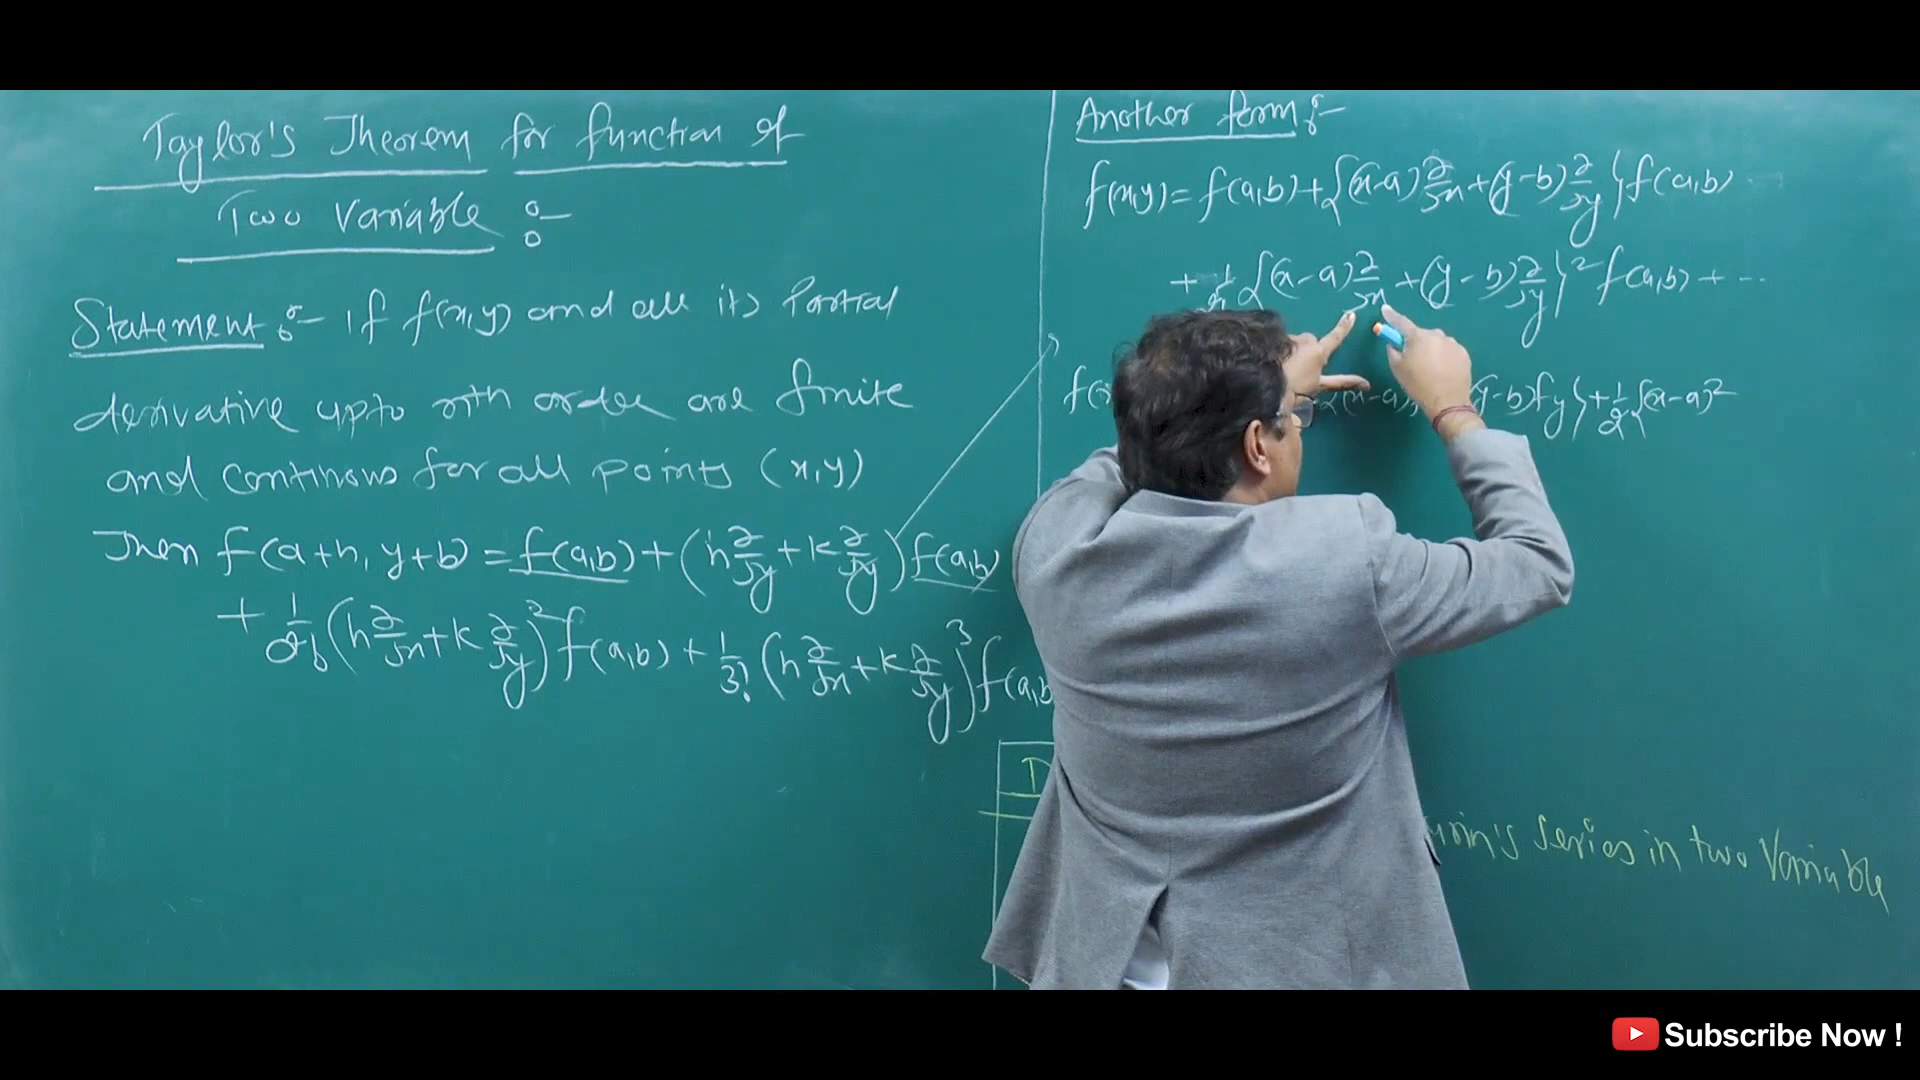 Taylor's Theorem for function of
Two Variable :-
Statement :- If f(x,y) and all its Partial
derivative upto nth order are finite
and continous for all points (x,y)
Then f(a+h, y+b) = f(a,b) + (h ∂/∂y + k ∂/∂y) f(a,b)
+ 1/2! (h ∂/∂x + k ∂/∂y)² f(a,b) + 1/3! (h ∂/∂x + k ∂/∂y)³ f(a,b
Another form :-
f(x,y) = f(a,b) + {(x-a) ∂/∂x + (y-b) ∂/∂y} f(a,b)
+ 1/2! {(x-a) ∂/∂x + (y-b) ∂/∂y}² f(a,b) + ...
{(x-a) y-b) fy} + 1/2! {(x-a)²
series in two Variable
Subscribe Now !